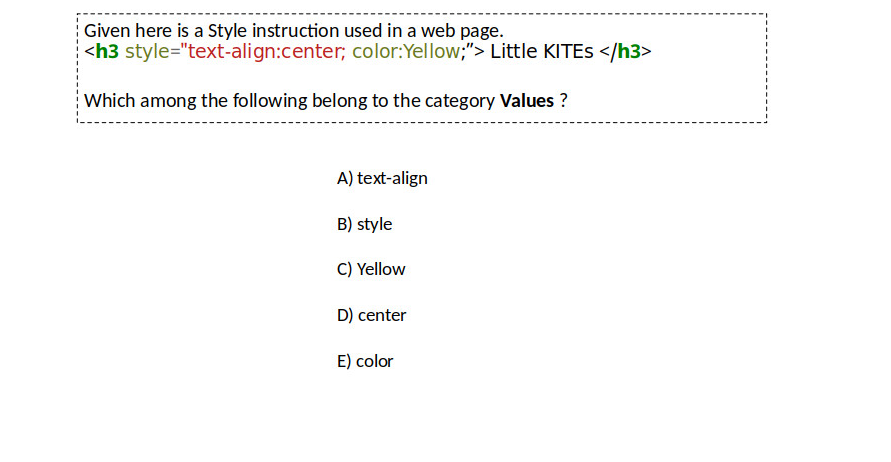 Given here is a Style instruction used in a web page.
<h3 style="text-align:center; color:Yellow;”> Little KITEs </h3>
Which among the following belong to the category Values ?
A) text-align
B) style
C) Yellow
D) center
E) color